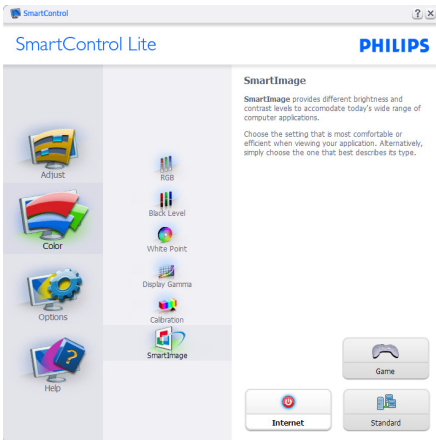 SmartControl
SmartControl Lite
PHILIPS
Adjust
Color
Options
Help
RGB
Black Level
White Point
Display Gamma
Calibration
SmartImage
SmartImage
SmartImage provides different brightness and
contrast levels to accomodate today's wide range of
computer applications.
Choose the setting that is most comfortable or
efficient when viewing your application. Alternatively,
simply choose the one that best describes its type.
Game
Internet
Standard